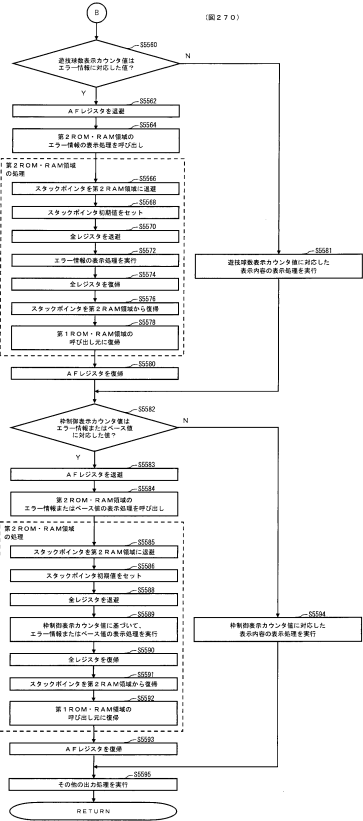 B
(図270)
S5560
遊技球数表示カウンタ値は
エラー情報に対応した値?
N
Y
S5562
AFレジスタを退避
S5564
第2ROM・RAM領域の
エラー情報の表示処理を呼び出し
第2ROM・RAM領域
の処理
S5566
スタックポインタを第2RAM領域に退避
S5568
スタックポインタ初期値をセット
S5570
全レジスタを退避
S5572
エラー情報の表示処理を実行
S5574
全レジスタを復帰
S5576
スタックポインタを第2RAM領域から復帰
S5578
第1ROM・RAM領域の
呼び出し元に復帰
S5581
遊技球数表示カウンタ値に対応した
表示内容の表示処理を実行
S5580
AFレジスタを復帰
S5582
枠制御表示カウンタ値は
エラー情報またはベース値
に対応した値?
N
Y
S5583
AFレジスタを退避
S5584
第2ROM・RAM領域の
エラー情報またはベース値の表示処理を呼び出し
第2ROM・RAM領域
の処理
S5585
スタックポインタを第2RAM領域に退避
S5586
スタックポインタ初期値をセット
S5588
全レジスタを退避
S5589
枠制御表示カウンタ値に基づいて、
エラー情報またはベース値の表示処理を実行
S5594
枠制御表示カウンタ値に対応した
表示内容の表示処理を実行
S5590
全レジスタを復帰
S5591
スタックポインタを第2RAM領域から復帰
S5592
第1ROM・RAM領域の
呼び出し元に復帰
S5593
AFレジスタを復帰
S5595
その他の出力処理を実行
RETURN